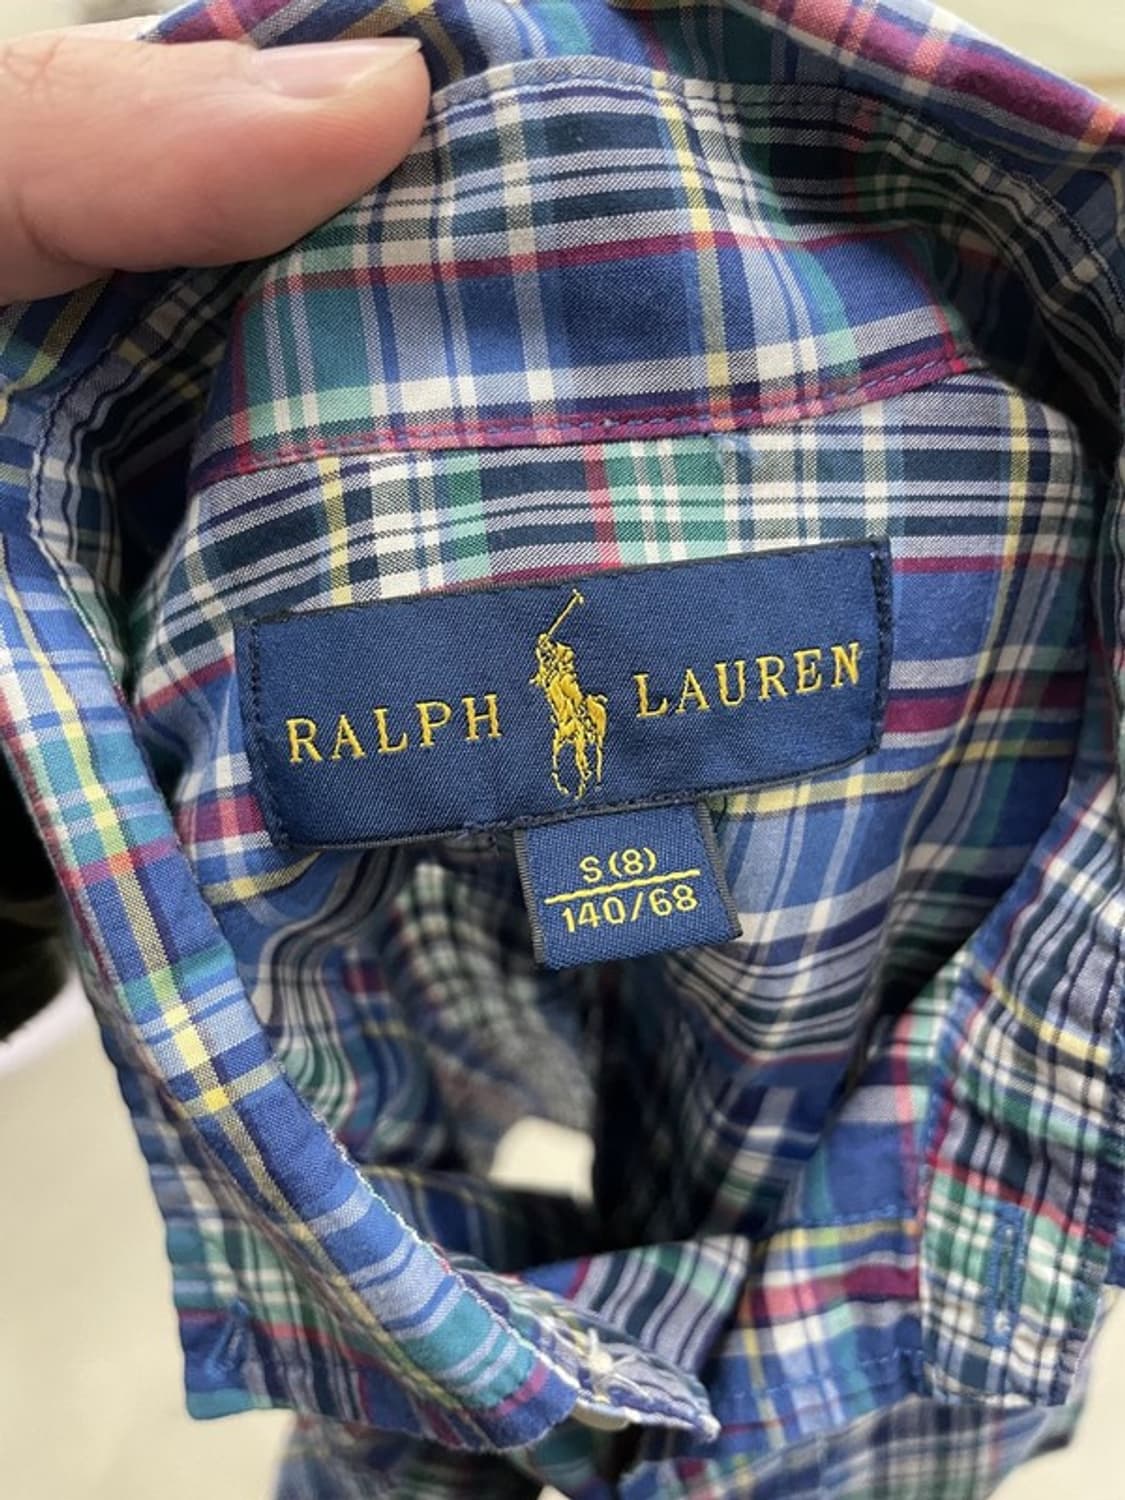 RALPH LAUREN
S (8)
140/68